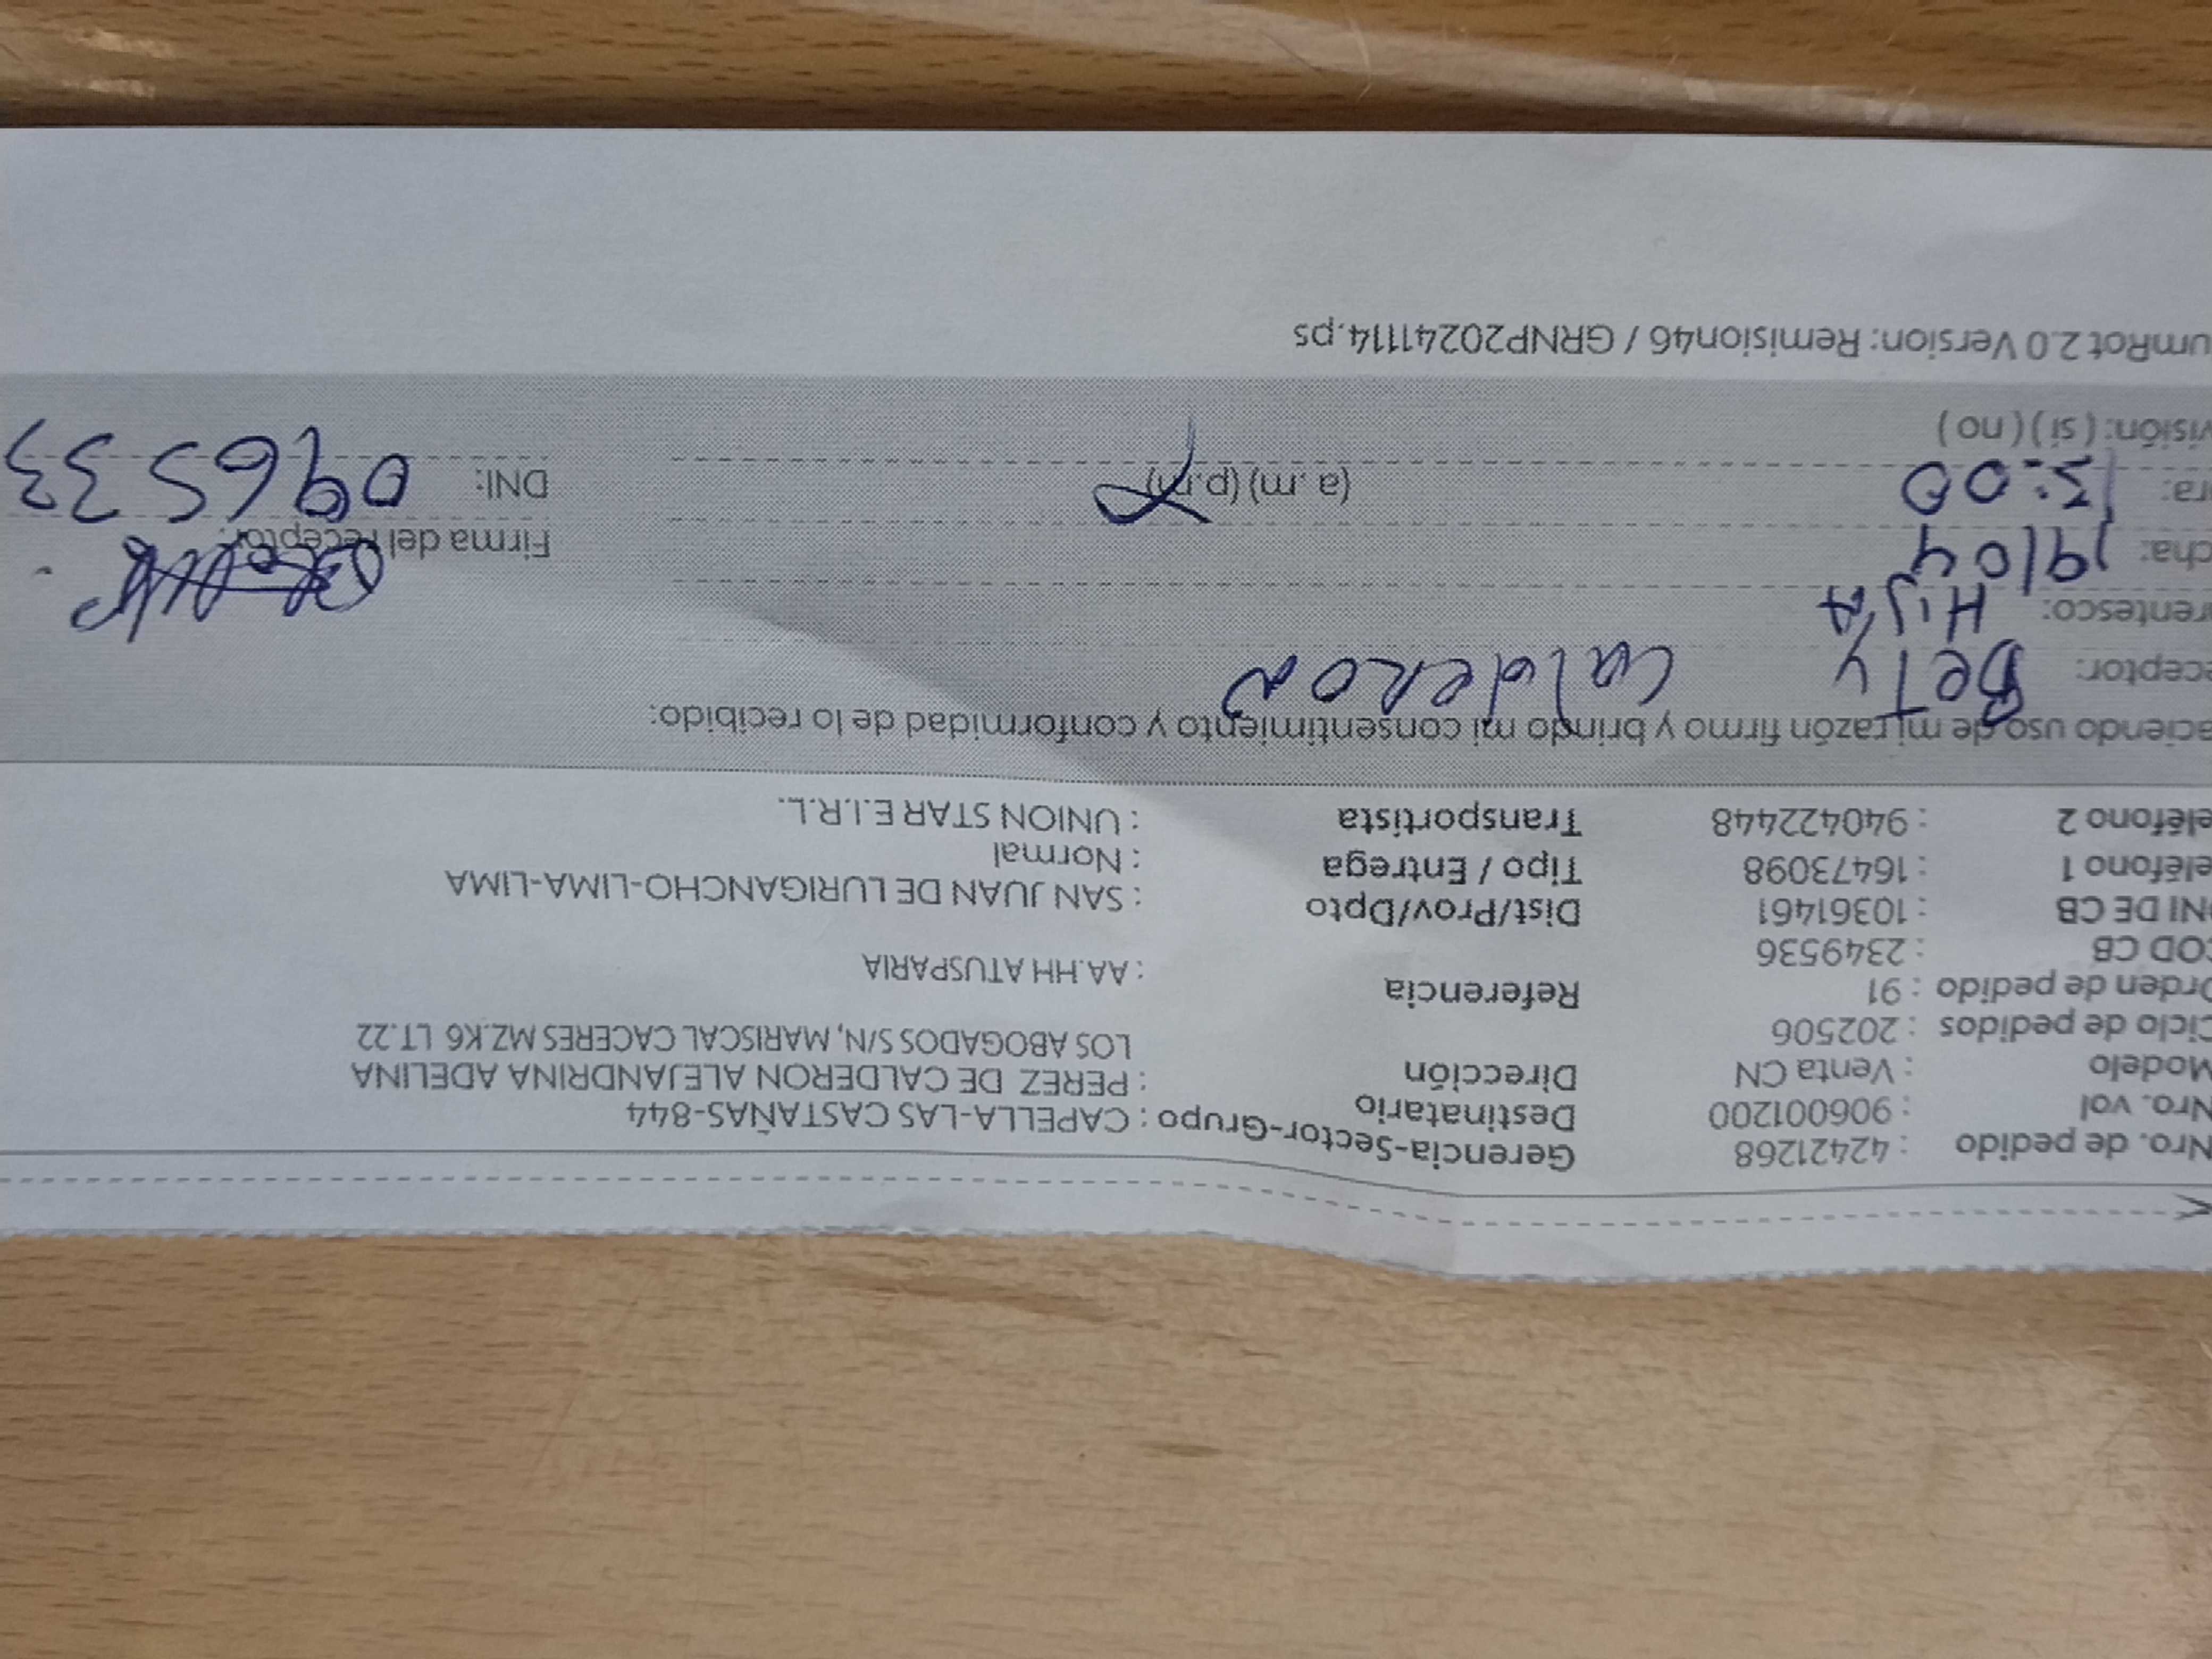 Nro. de pedido : 42421268 Gerencia-Sector-Grupo : CAPELLA-LAS CASTAÑAS-844
Nro. vol : 906001200 Destinatario : PEREZ DE CALDERON ALEJANDRINA ADELINA
Modelo : Venta CN Dirección LOS ABOGADOS S/N, MARISCAL CACERES MZ.K6 LT.22
Ciclo de pedidos : 202506
Orden de pedido : 91 Referencia : AA.HH ATUSPARIA
COD CB : 2349536
DNI DE CB : 10361461 Dist/Prov/Dpto : SAN JUAN DE LURIGANCHO-LIMA-LIMA
eléfono 1 : 16473098 Tipo / Entrega : Normal
eléfono 2 : 940422448 Transportista : UNION STAR E.I.R.L.
aciendo uso de mi razón firmo y brindo mi consentimiento y conformidad de lo recibido:
eceptor: BeTy CalDeRON
rentesco: HijA
cha: 19/04 Firma del receptor:
ra: 13:00 (a.m) (p.m) DNI: 096533
visión: ( si ) ( no )
umRot 2.0 Version: Remision46 / GRNP20241114.ps